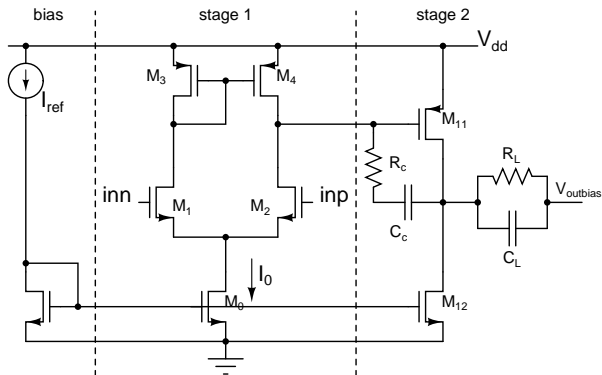 bias
stage 1
stage 2
V_dd
I_ref
M_3
M_4
M_11
R_c
R_L
V_outbias
inn
inp
M_1
M_2
C_c
C_L
I_0
M_0
M_12